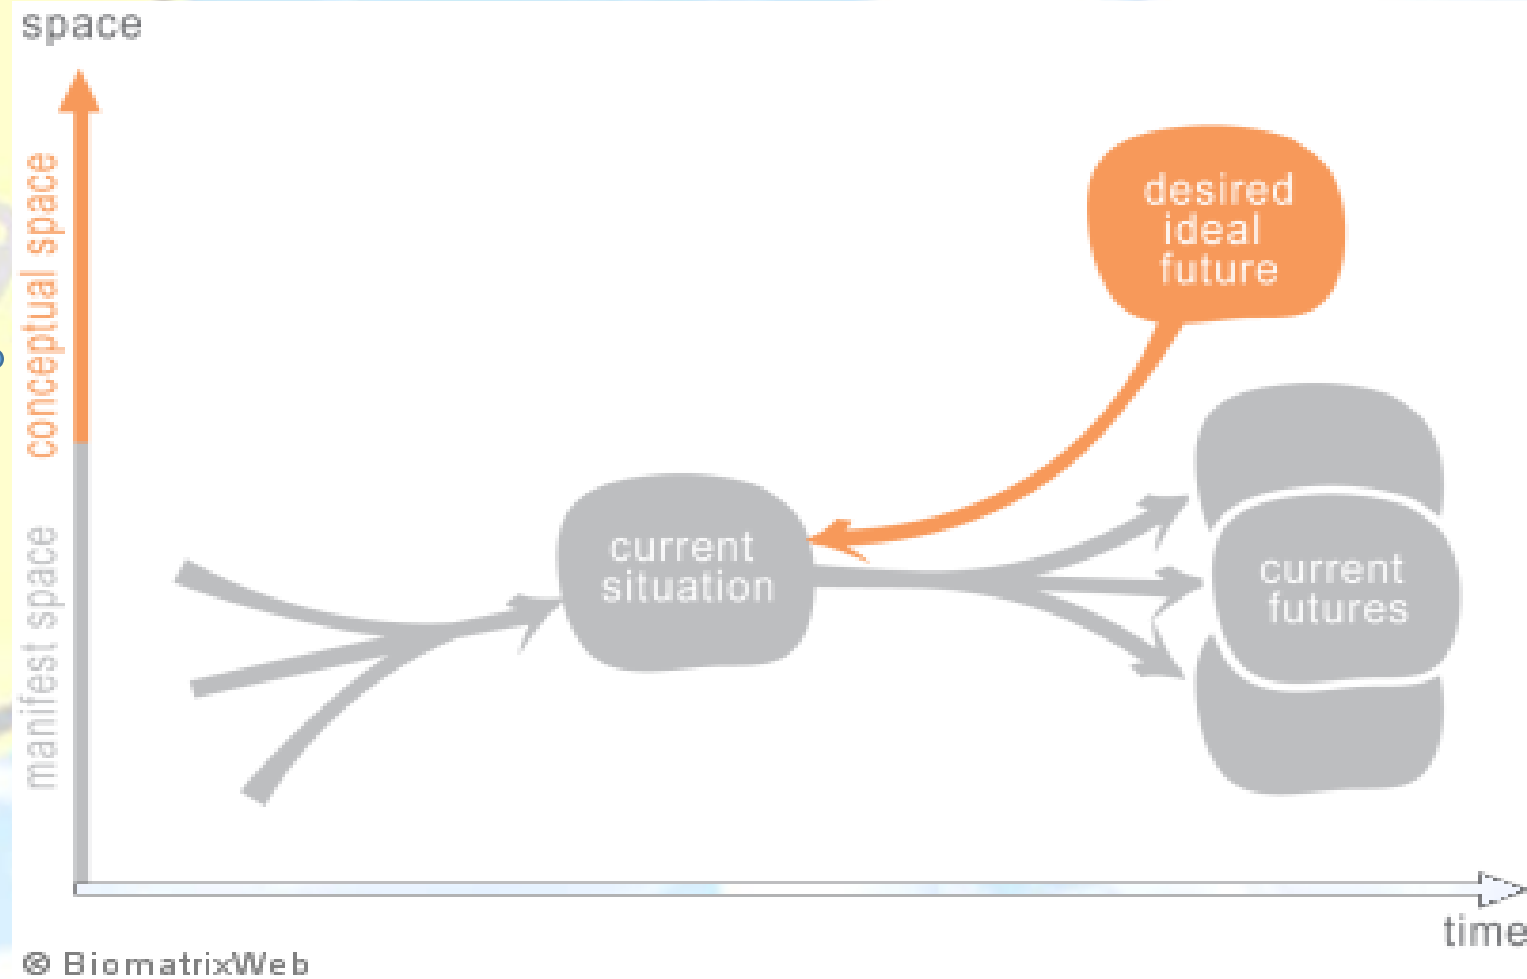 space
conceptual space
manifest space
desired
ideal
future
current
situation
current
futures
time
© BiomatrixWeb